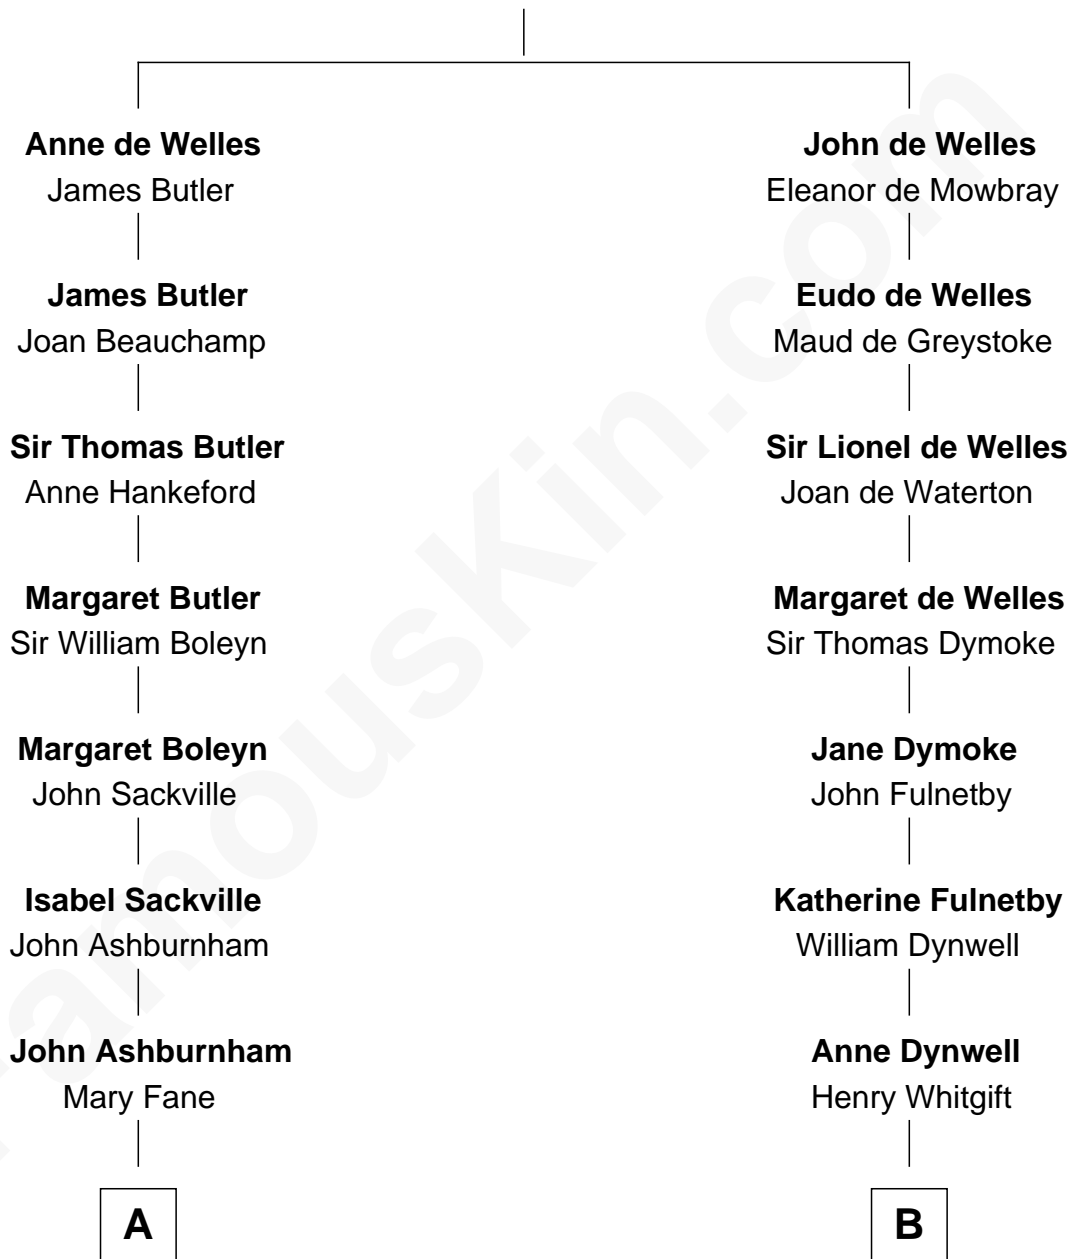 Anne de Welles
James Butler
James Butler
Joan Beauchamp
Sir Thomas Butler
Anne Hankeford
Margaret Butler
Sir William Boleyn
Margaret Boleyn
John Sackville
Isabel Sackville
John Ashburnham
John Ashburnham
Mary Fane
A
John de Welles
Eleanor de Mowbray
Eudo de Welles
Maud de Greystoke
Sir Lionel de Welles
Joan de Waterton
Margaret de Welles
Sir Thomas Dymoke
Jane Dymoke
John Fulnetby
Katherine Fulnetby
William Dynwell
Anne Dynwell
Henry Whitgift
B
FamousKin.com